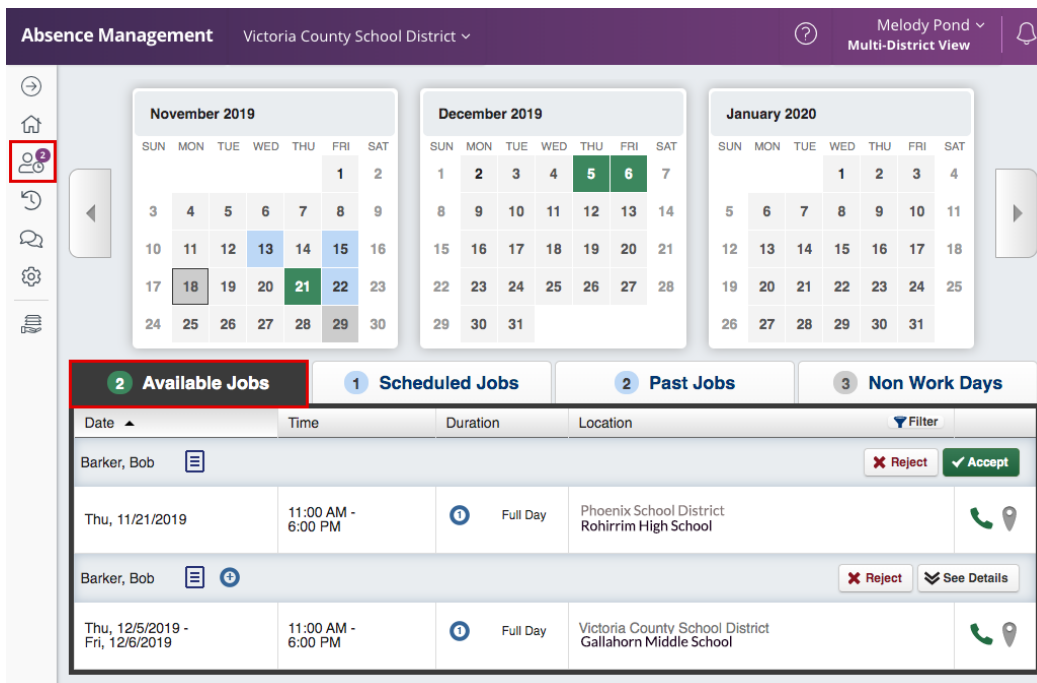 Absence Management Victoria County School District
Melody Pond
Multi-District View
2
November 2019
SUN MON TUE WED THU FRI SAT
1 2
3 4 5 6 7 8 9
10 11 12 13 14 15 16
17 18 19 20 21 22 23
24 25 26 27 28 29 30
December 2019
SUN MON TUE WED THU FRI SAT
1 2 3 4 5 6 7
8 9 10 11 12 13 14
15 16 17 18 19 20 21
22 23 24 25 26 27 28
29 30 31
January 2020
SUN MON TUE WED THU FRI SAT
1 2 3 4
5 6 7 8 9 10 11
12 13 14 15 16 17 18
19 20 21 22 23 24 25
26 27 28 29 30 31
2 Available Jobs 1 Scheduled Jobs 2 Past Jobs 3 Non Work Days
Date Time Duration Location Filter
Barker, Bob Reject Accept
Thu, 11/21/2019
11:00 AM -
6:00 PM
1 Full Day
Phoenix School District
Rohirrim High School
Barker, Bob Reject See Details
Thu, 12/5/2019 -
Fri, 12/6/2019
11:00 AM -
6:00 PM
1 Full Day
Victoria County School District
Gallahorn Middle School